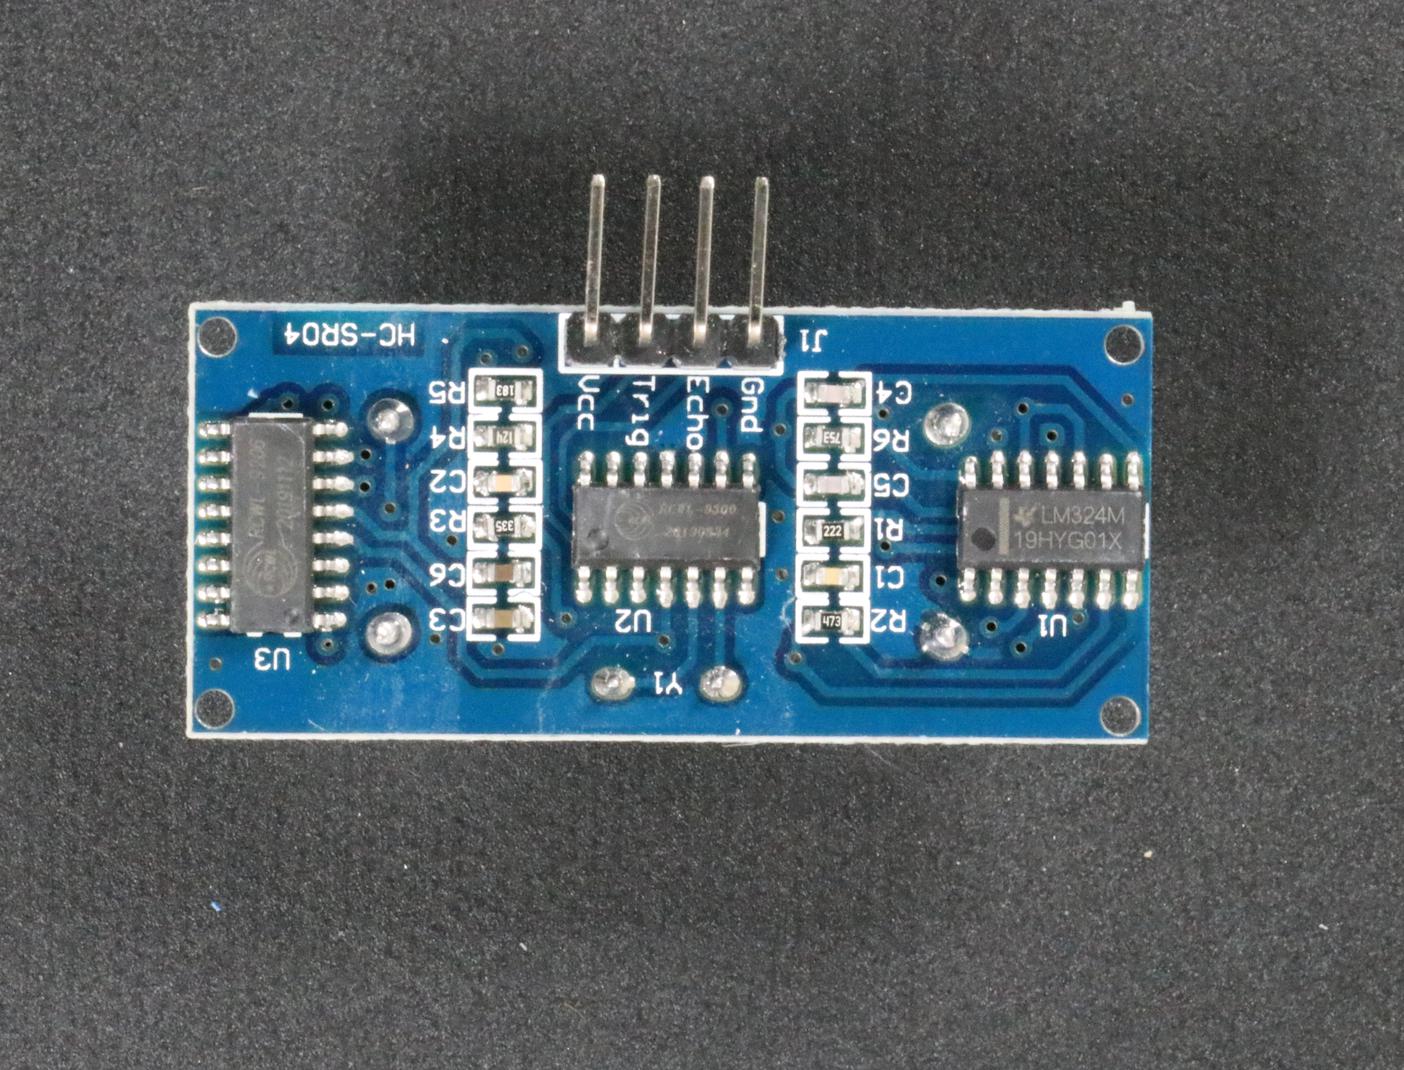 HC-SR04
J1
Vcc
Trig
Echo
Gnd
R5
183
R4
124
C2
R3
335
C6
C3
C4
R6
753
C5
R1
222
C1
R2
473
U3
U2
Y1
U1
LM324M
19HYG01X